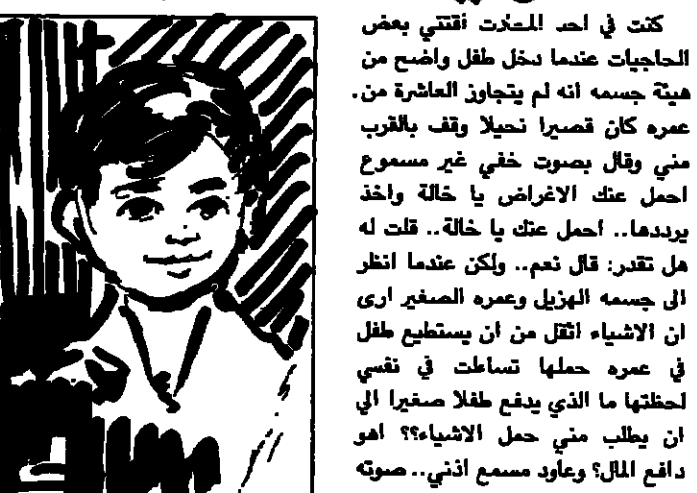 كنت في احد المحلات أقتني بعض
الحاجيات عندما دخل طفل واضح من
هيئة جسمه انه لم يتجاوز العاشرة من.
عمره كان قصيرا نحيلا وقف بالقرب
مني وقال بصوت خفي غير مسموع
احمل عنك الاغراض يا خالة واخذ
يرددها.. احمل عنك يا خالة.. قلت له
هل تقدر: قال نعم.. ولكن عندما انظر
الى جسمه الهزيل وعمره الصغير ارى
ان الاشياء اثقل من ان يستطيع طفل
في عمره حملها تساءلت في نفسي
لحظتها ما الذي يدفع طفلا صغيرا الي
ان يطلب مني حمل الاشياء؟؟ اهو
دافع المال؟ وعاود مسمع اذني.. صوته